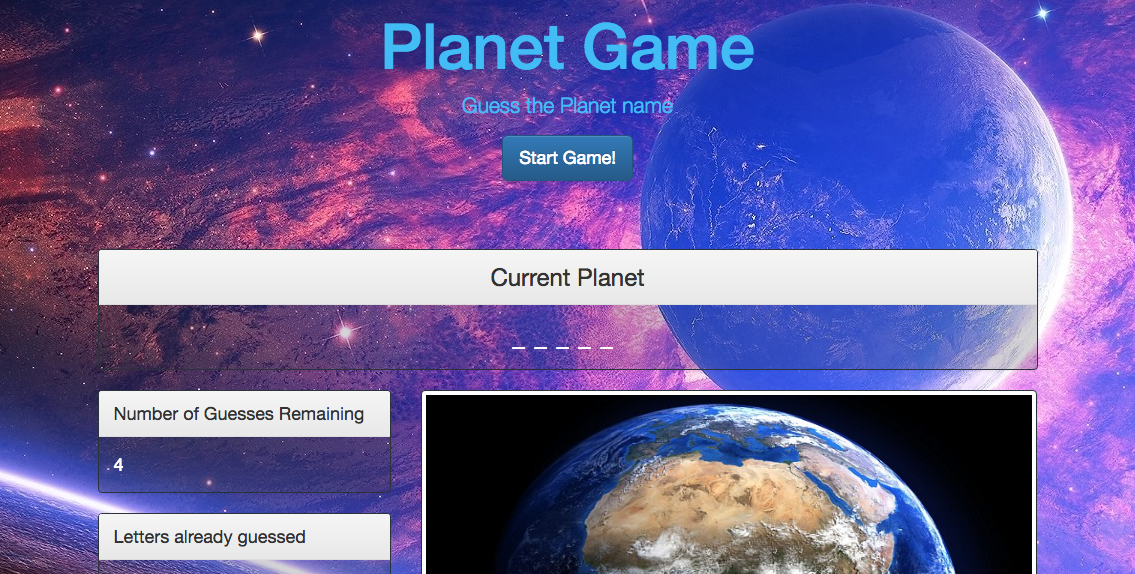 Planet Game
Guess the Planet name
Start Game!
Current Planet
_ _ _ _ _
Number of Guesses Remaining
4
Letters already guessed